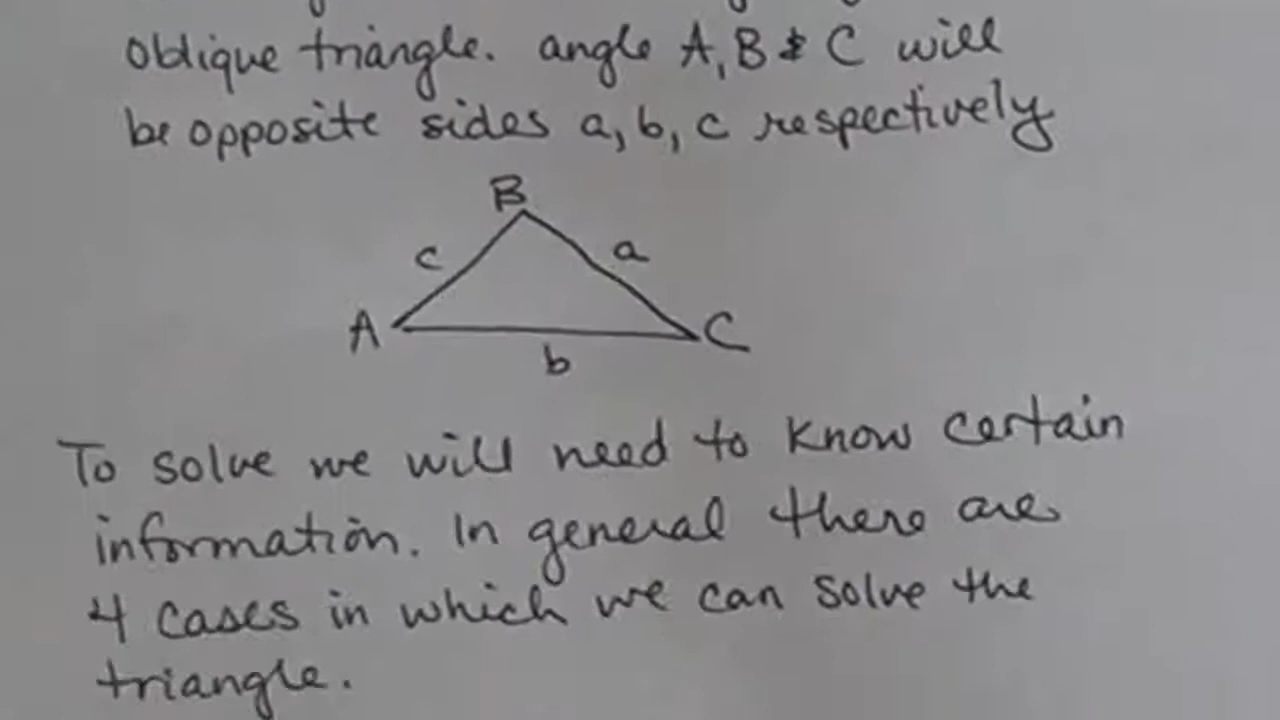 oblique triangle. angle A, B & C will
be opposite sides a, b, c respectively
B
c a
A C
b
To solve we will need to know certain
information. In general there are
4 cases in which we can solve the
triangle.